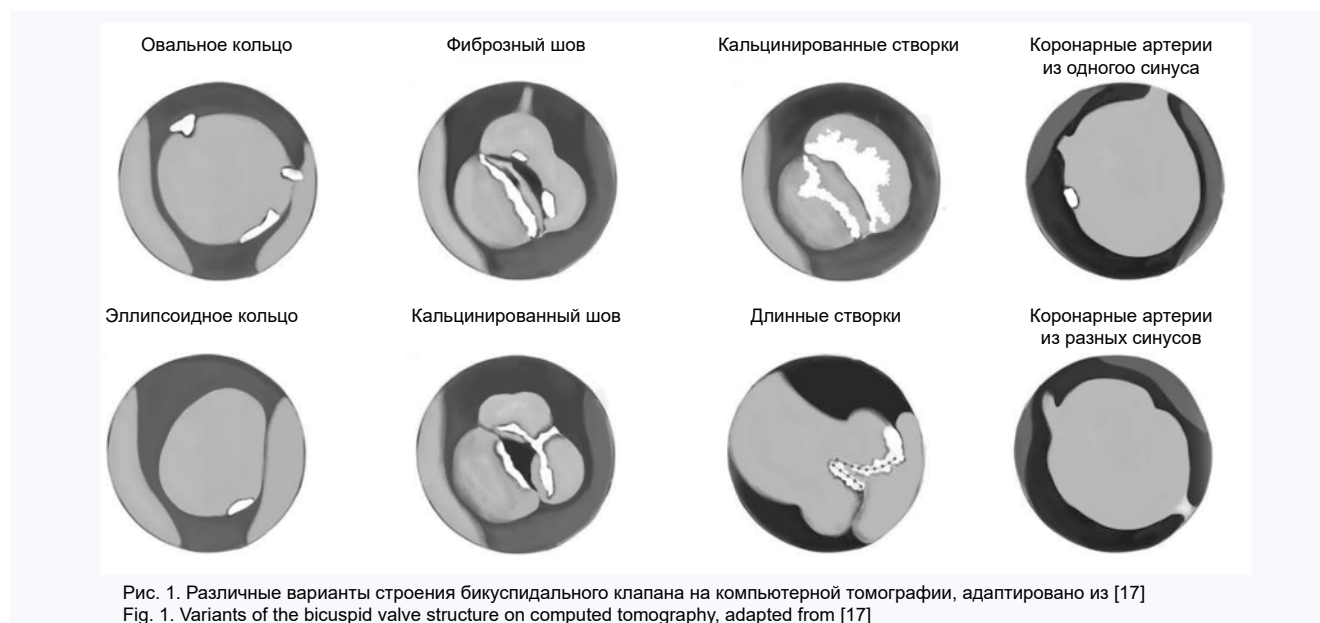 Овальное кольцо
Фиброзный шов
Кальцинированные створки
Коронарные артерии
из одногоо синуса
Эллипсоидное кольцо
Кальцинированный шов
Длинные створки
Коронарные артерии
из разных синусов
Рис. 1. Различные варианты строения бикуспидального клапана на компьютерной томографии, адаптировано из [17]
Fig. 1. Variants of the bicuspid valve structure on computed tomography, adapted from [17]